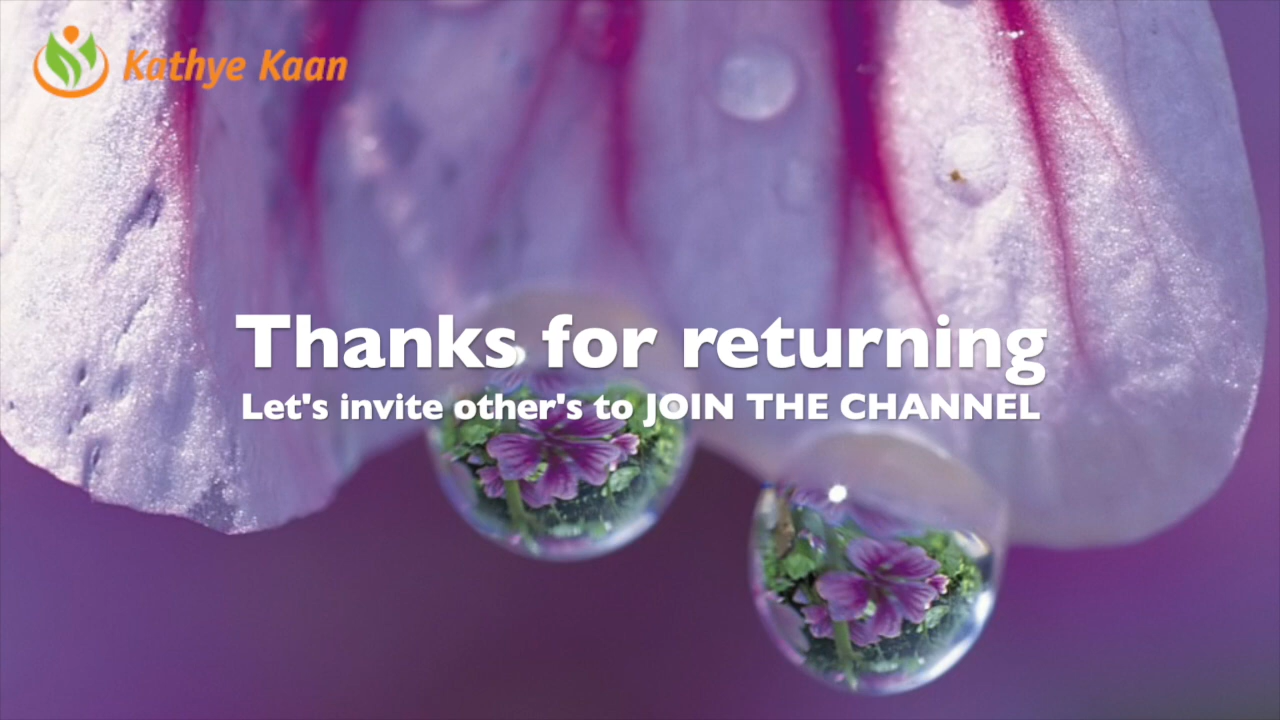 Kathye Kaan
Thanks for returning
Let's invite other's to JOIN THE CHANNEL